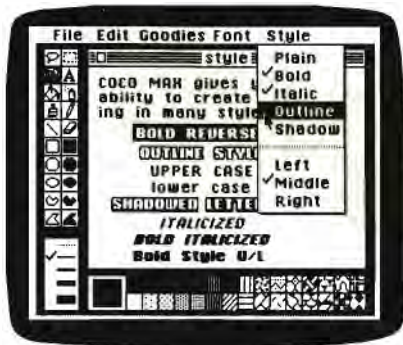 File Edit Goodies Font Style
style
Plain
Bold
Italic
Outline
Shadow
Left
Middle
Right
COCO MAX gives
ability to create
ing in many style
BOLD REVERSE
OUTLINE STYL
UPPER CASE
lower case
SHADOWED LETTE
ITALICIZED
BOLD ITALICIZED
Bold Style U/L
A